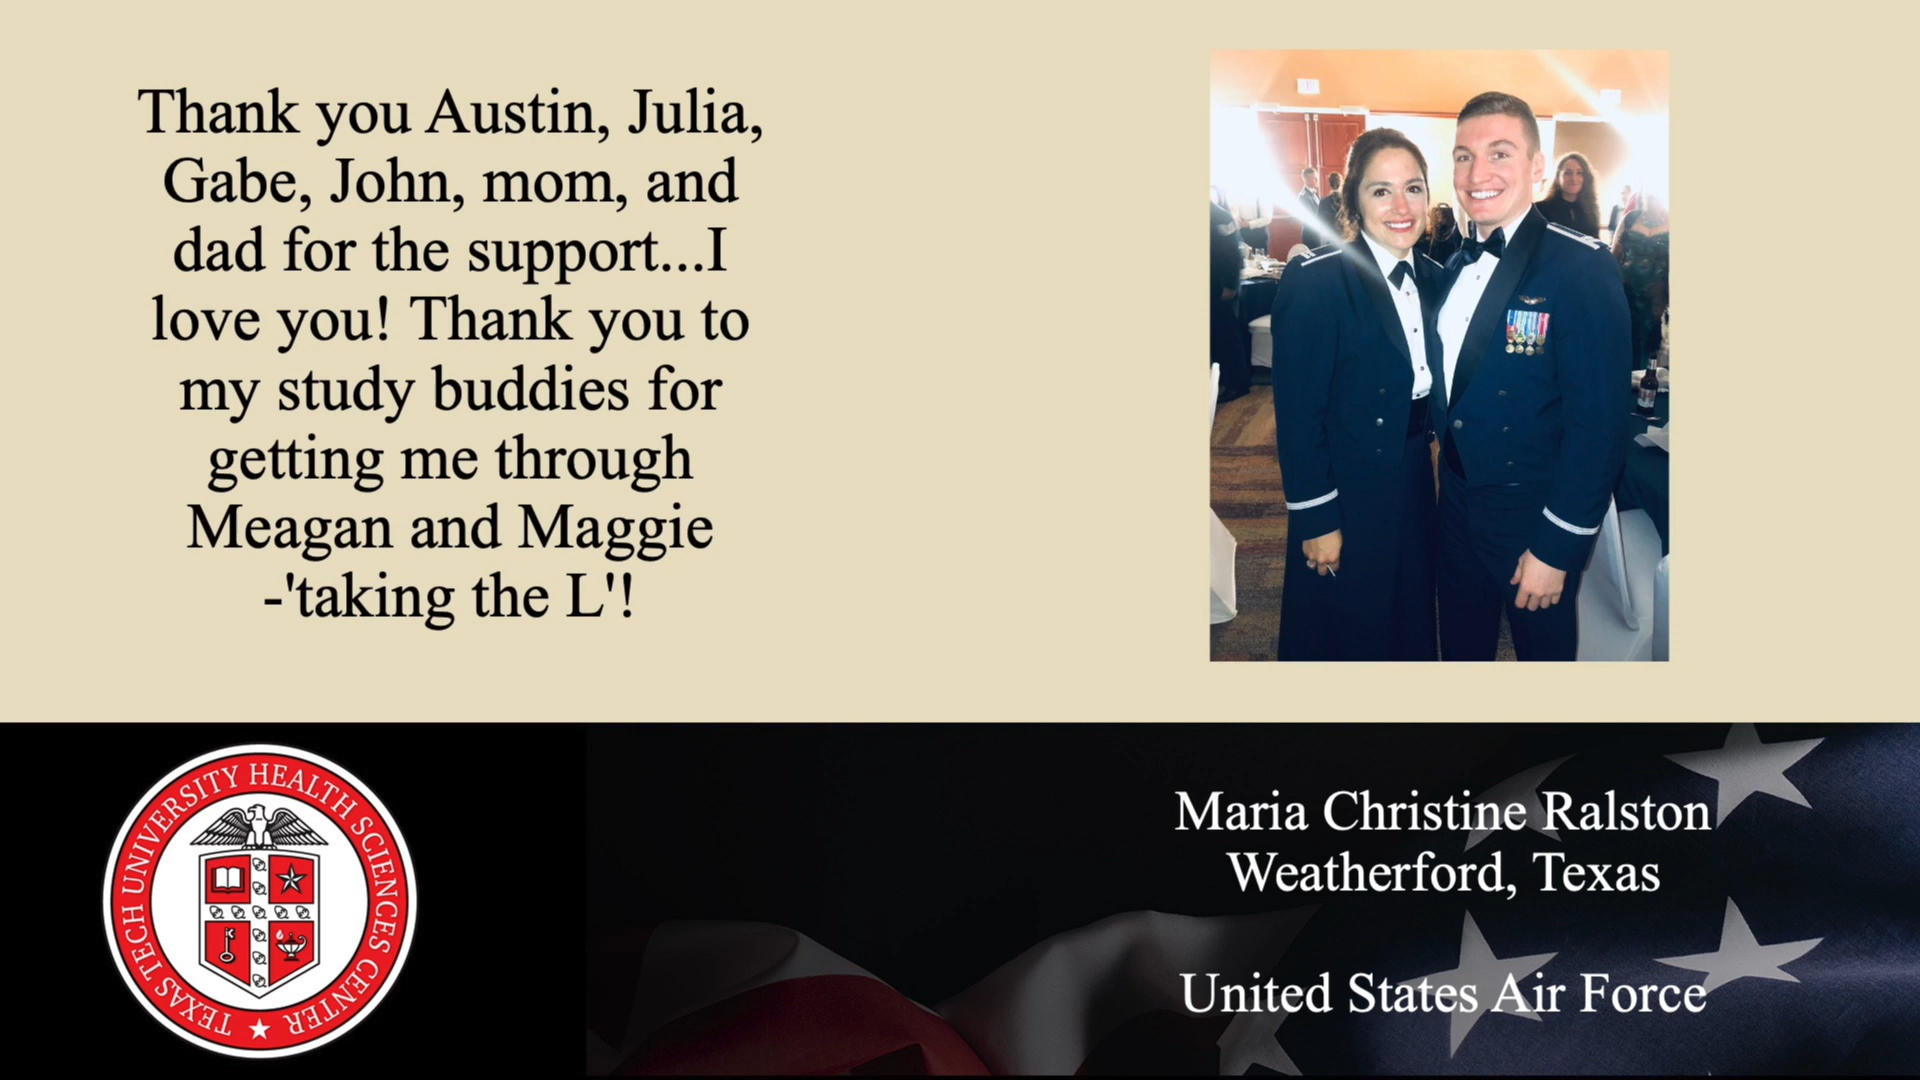 Thank you Austin, Julia,
Gabe, John, mom, and
dad for the support...I
love you! Thank you to
my study buddies for
getting me through
Meagan and Maggie
-'taking the L'!
TEXAS TECH UNIVERSITY HEALTH SCIENCES CENTER
Maria Christine Ralston
Weatherford, Texas
United States Air Force